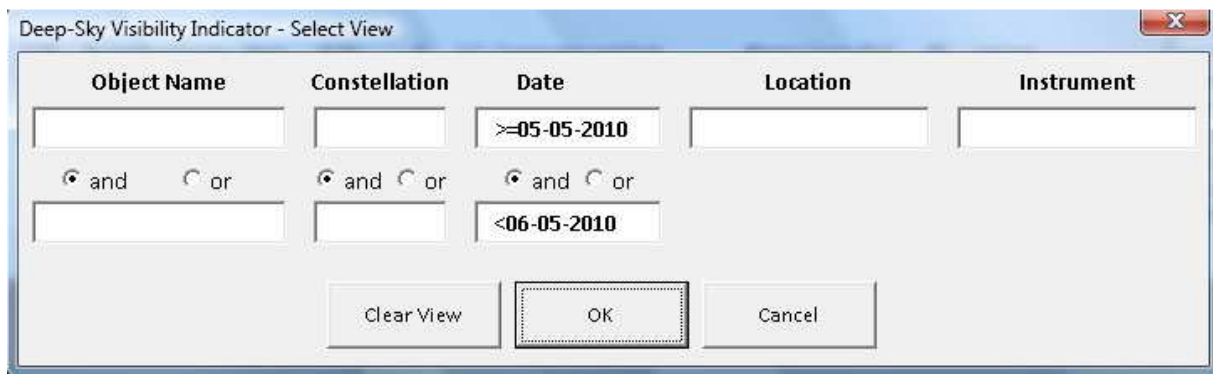 Deep-Sky Visibility Indicator - Select View
Object Name Constellation Date Location Instrument
>=05-05-2010
and or and or and or
<06-05-2010
Clear View OK Cancel